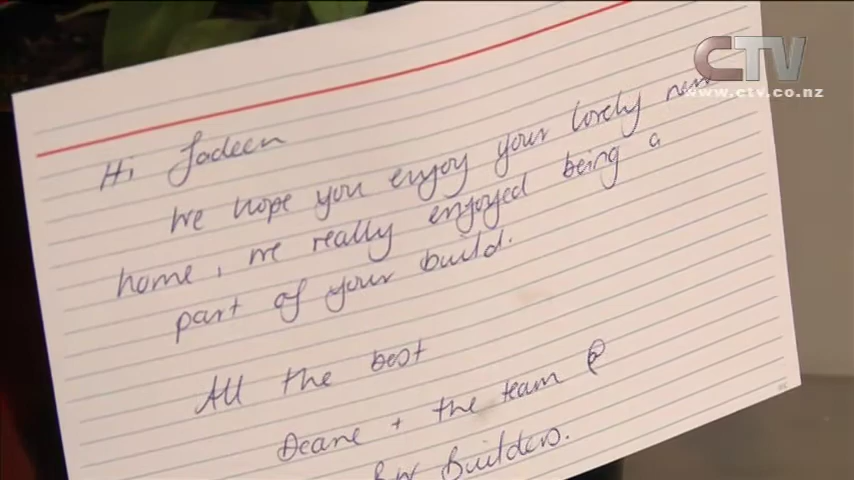 CTV
www.ctv.co.nz
Hi Jadeen
We hope you enjoy your lovely new
home, we really enjoyed being a
part of your build.
All the best
Deane + the team @
Builders.